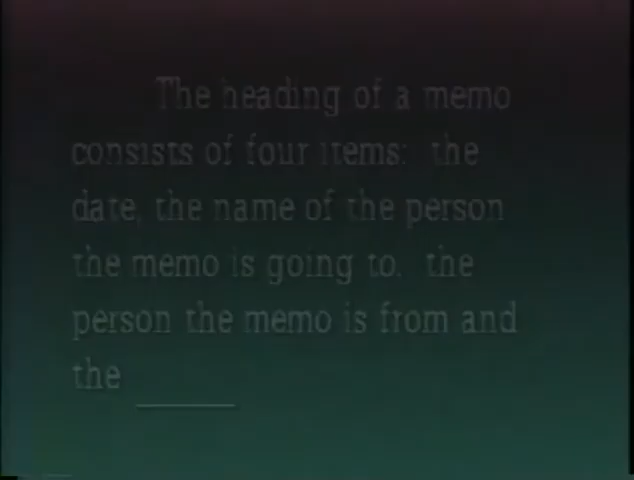 The heading of a memo
consists of four items: the
date, the name of the person
the memo is going to, the
person the memo is from and
the ______